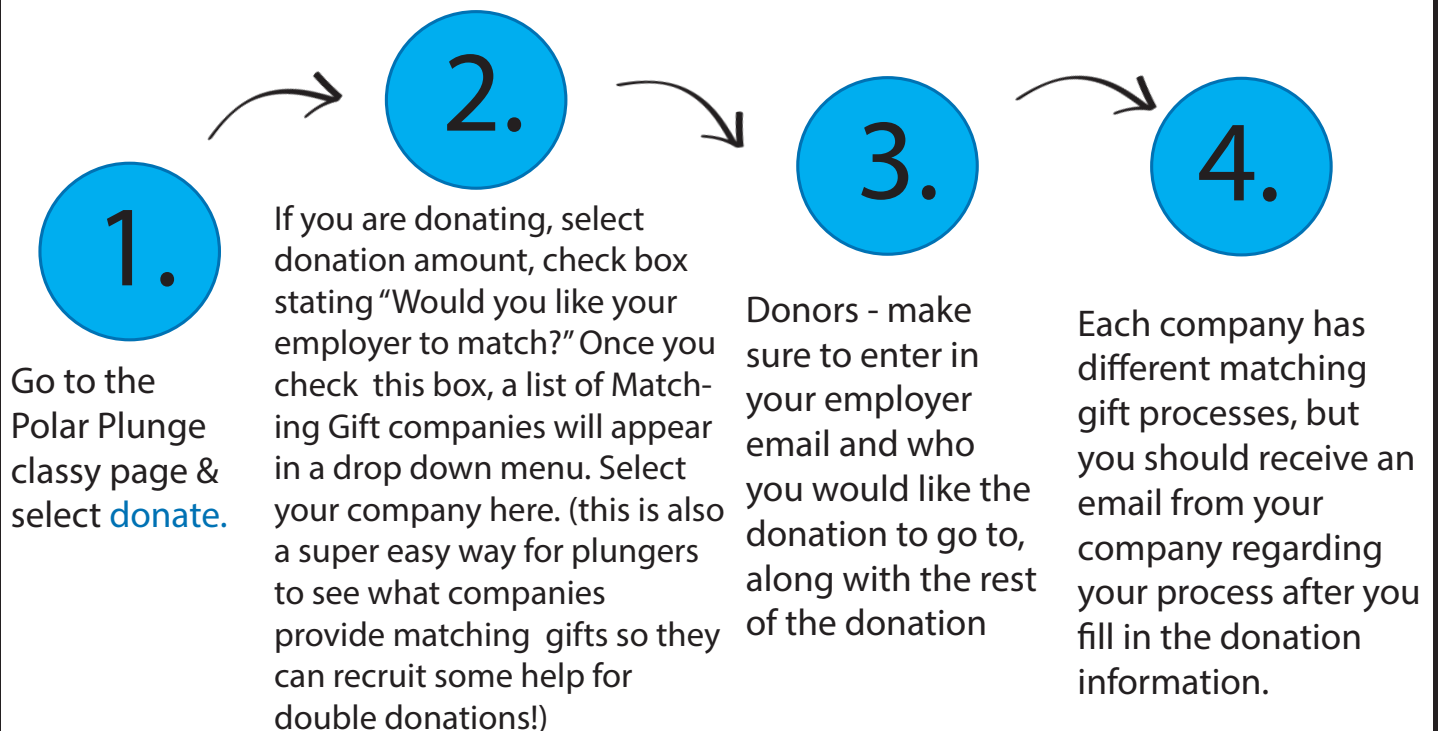 1.
Go to the
Polar Plunge
classy page &
select donate.
2.
If you are donating, select
donation amount, check box
stating “Would you like your
employer to match?” Once you
check this box, a list of Match-
ing Gift companies will appear
in a drop down menu. Select
your company here. (this is also
a super easy way for plungers
to see what companies
provide matching gifts so they
can recruit some help for
double donations!)
3.
Donors - make
sure to enter in
your employer
email and who
you would like the
donation to go to,
along with the rest
of the donation
4.
Each company has
different matching
gift processes, but
you should receive an
email from your
company regarding
your process after you
fill in the donation
information.